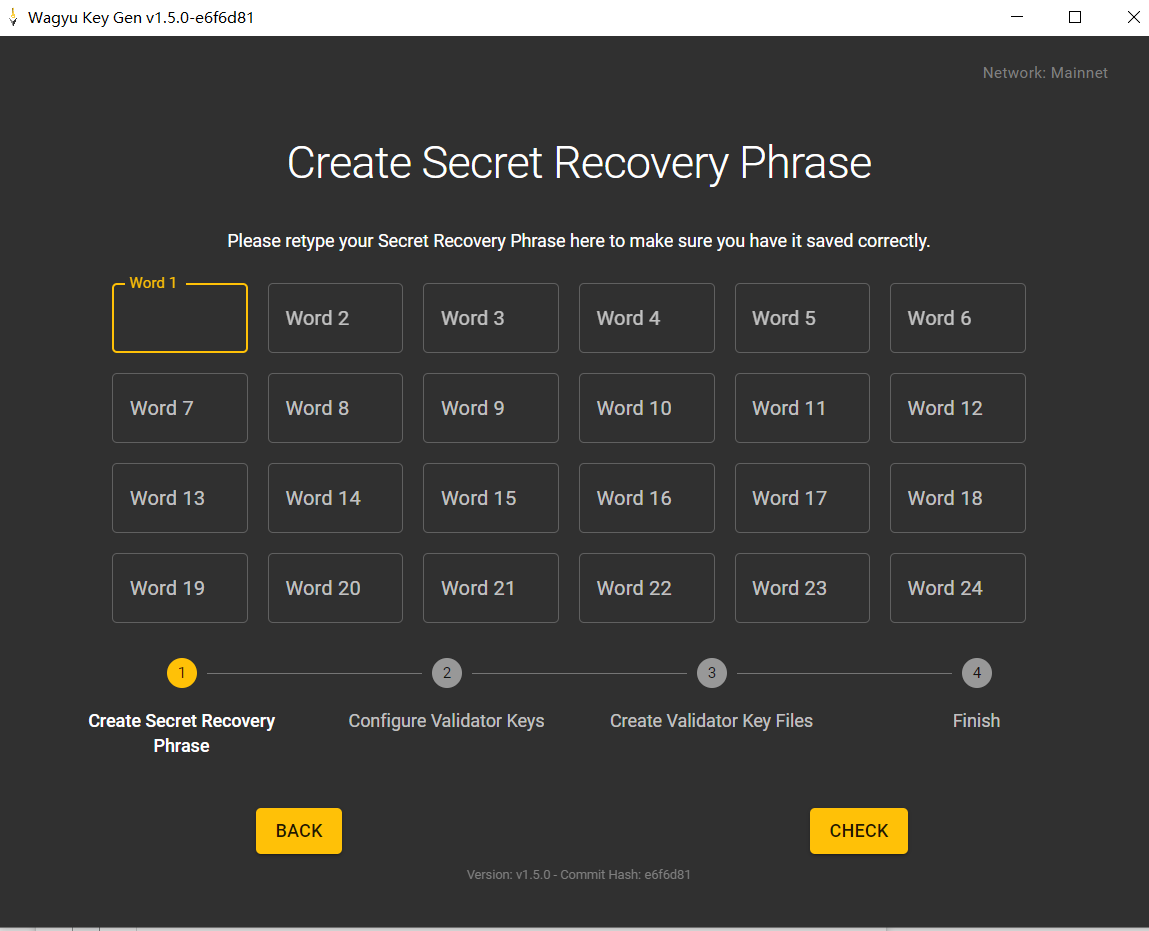 Wagyu Key Gen v1.5.0-e6f6d81
Network: Mainnet
Create Secret Recovery Phrase
Please retype your Secret Recovery Phrase here to make sure you have it saved correctly.
Word 1 Word 2 Word 3 Word 4 Word 5 Word 6
Word 7 Word 8 Word 9 Word 10 Word 11 Word 12
Word 13 Word 14 Word 15 Word 16 Word 17 Word 18
Word 19 Word 20 Word 21 Word 22 Word 23 Word 24
1 2 3 4
Create Secret Recovery Configure Validator Keys Create Validator Key Files Finish
Phrase
BACK CHECK
Version: v1.5.0 - Commit Hash: e6f6d81